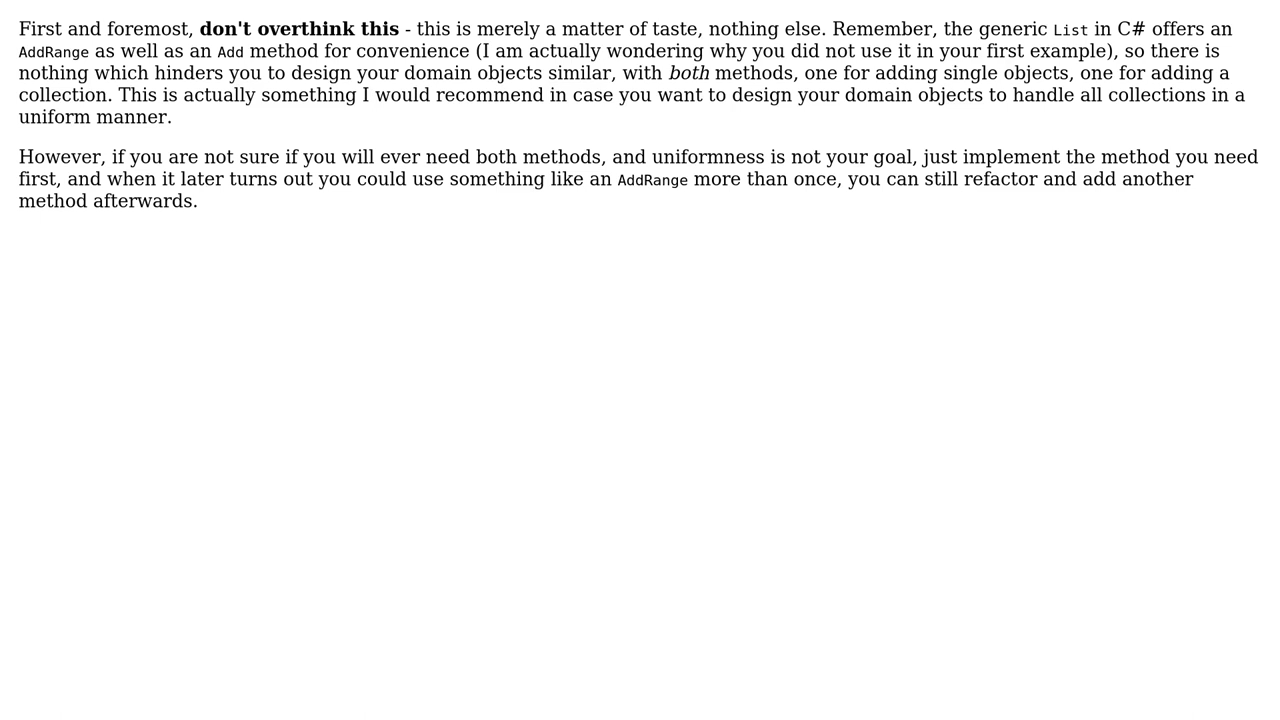 First and foremost, don't overthink this - this is merely a matter of taste, nothing else. Remember, the generic List in C# offers an
AddRange as well as an Add method for convenience (I am actually wondering why you did not use it in your first example), so there is
nothing which hinders you to design your domain objects similar, with both methods, one for adding single objects, one for adding a
collection. This is actually something I would recommend in case you want to design your domain objects to handle all collections in a
uniform manner.
However, if you are not sure if you will ever need both methods, and uniformness is not your goal, just implement the method you need
first, and when it later turns out you could use something like an AddRange more than once, you can still refactor and add another
method afterwards.